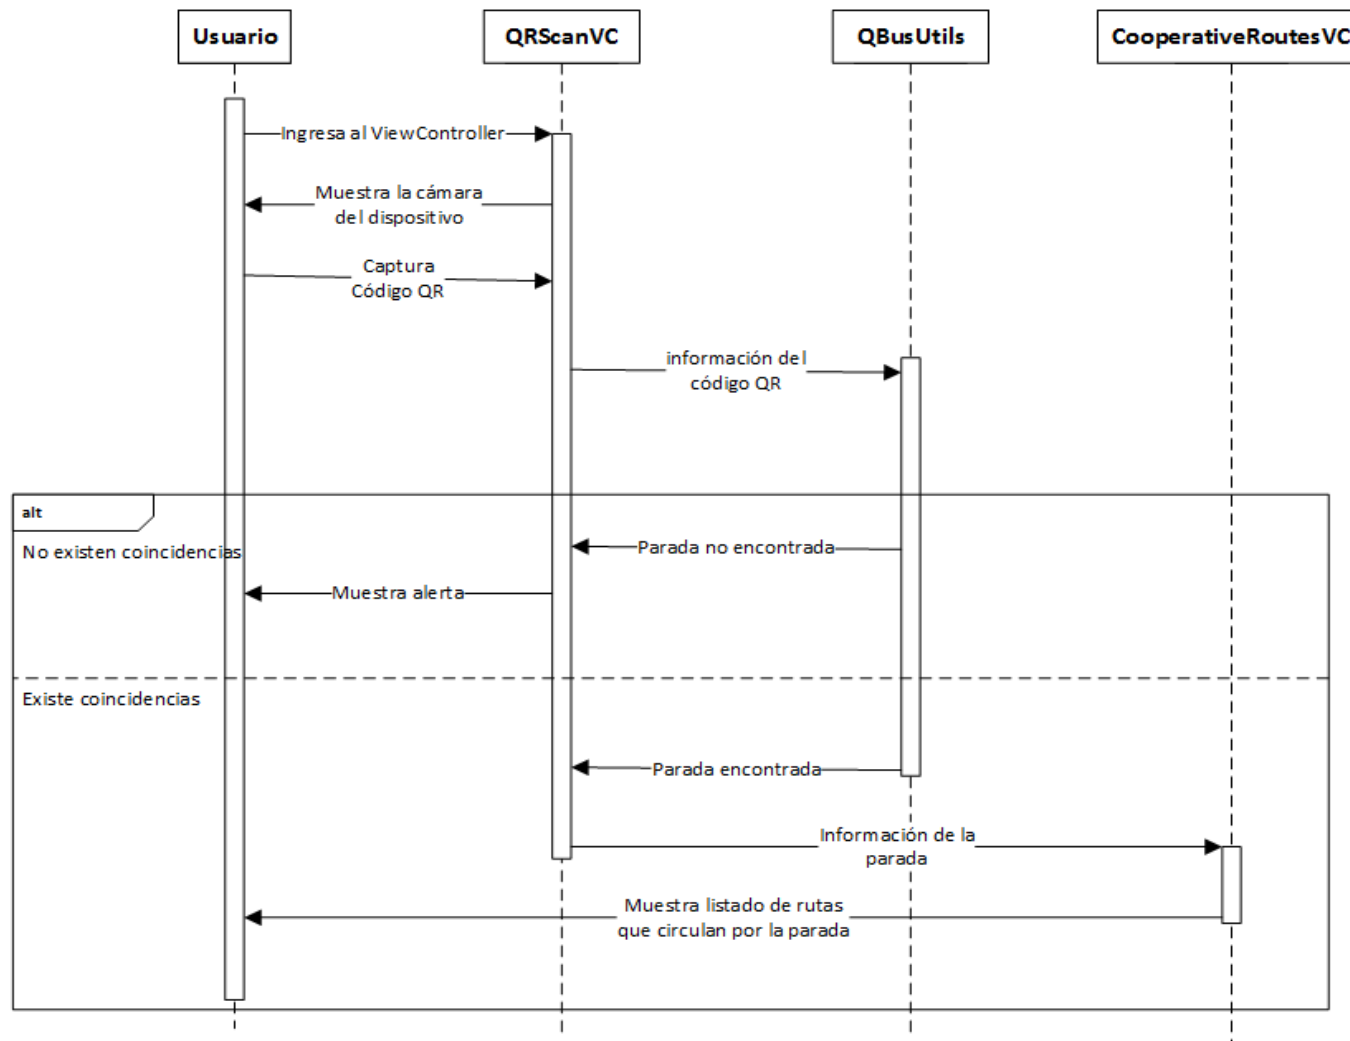 Usuario
QRScanVC
QBusUtils
CooperativeRoutesVC
Ingresa al ViewController
Muestra la cámara
del dispositivo
Captura
Código QR
información del
código QR
alt
No existen coincidencias
Parada no encontrada
Muestra alerta
Existe coincidencias
Parada encontrada
Información de la
parada
Muestra listado de rutas
que circulan por la parada